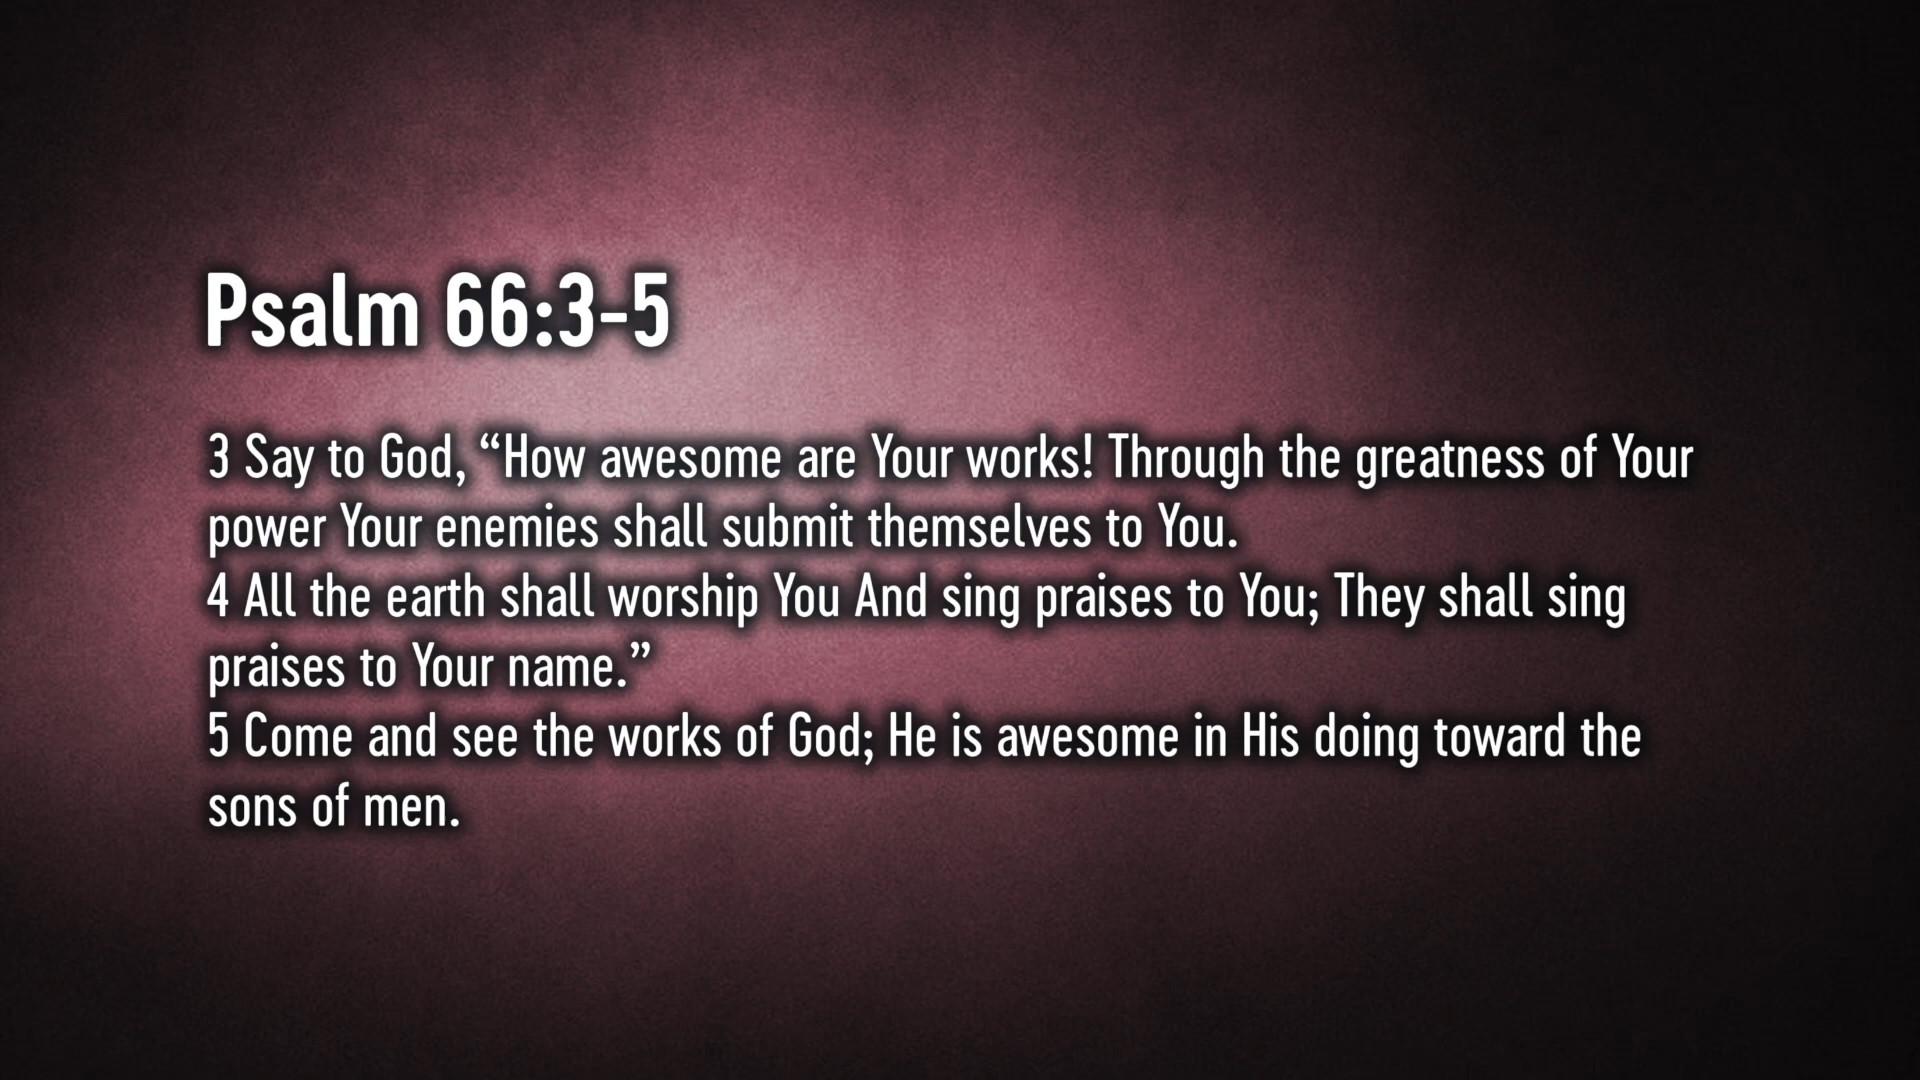 Psalm 66:3-5
3 Say to God, “How awesome are Your works! Through the greatness of Your
power Your enemies shall submit themselves to You.
4 All the earth shall worship You And sing praises to You; They shall sing
praises to Your name.”
5 Come and see the works of God; He is awesome in His doing toward the
sons of men.